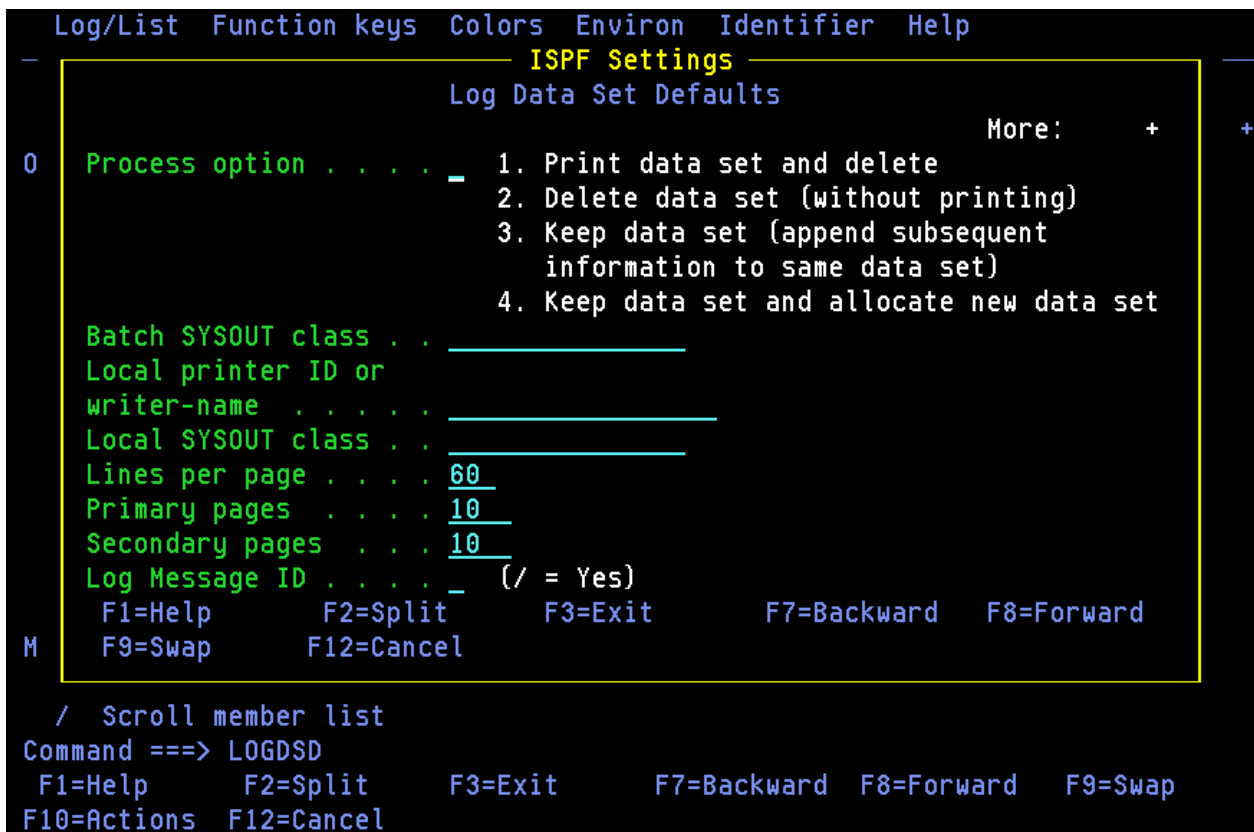 Log/List  Function keys  Colors  Environ  Identifier  Help
ISPF Settings
Log Data Set Defaults
More:     +     +
O  Process option . . . . _  1. Print data set and delete
2. Delete data set (without printing)
3. Keep data set (append subsequent
information to same data set)
4. Keep data set and allocate new data set
Batch SYSOUT class . .
Local printer ID or
writer-name  . . . . .
Local SYSOUT class . .
Lines per page . . . . 60
Primary pages  . . . . 10
Secondary pages  . . . 10
Log Message ID . . . . _  (/ = Yes)
F1=Help       F2=Split      F3=Exit       F7=Backward   F8=Forward
M  F9=Swap      F12=Cancel
/  Scroll member list
Command ===> LOGDSD
F1=Help      F2=Split     F3=Exit      F7=Backward  F8=Forward   F9=Swap
F10=Actions  F12=Cancel